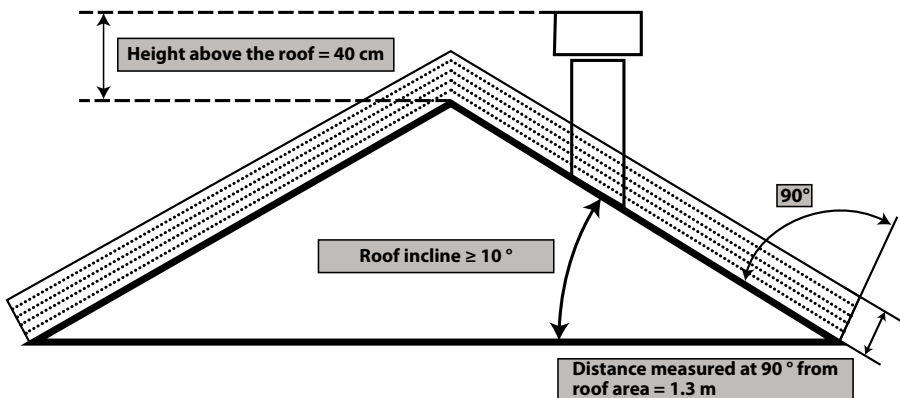 Height above the roof = 40 cm
90°
Roof incline ≥ 10 °
Distance measured at 90 ° from
roof area = 1.3 m